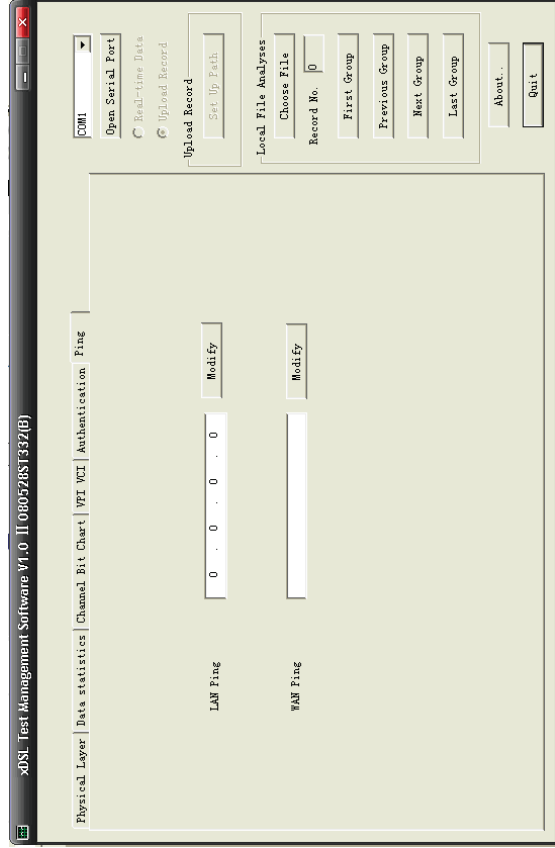 xDSL Test Management Software V1.0 II 080528ST332(B)
Physical Layer
Data statistics
Channel Bit Chart
VPI VCI
Authentication
Ping
LAN Ping
0 . 0 . 0 . 0
Modify
WAN Ping
Modify
COM1
Open Serial Port
Real-time Data
Upload Record
Upload Record
Set Up Path
Local File Analyses
Choose File
Record No. 0
First Group
Previous Group
Next Group
Last Group
About..
Quit